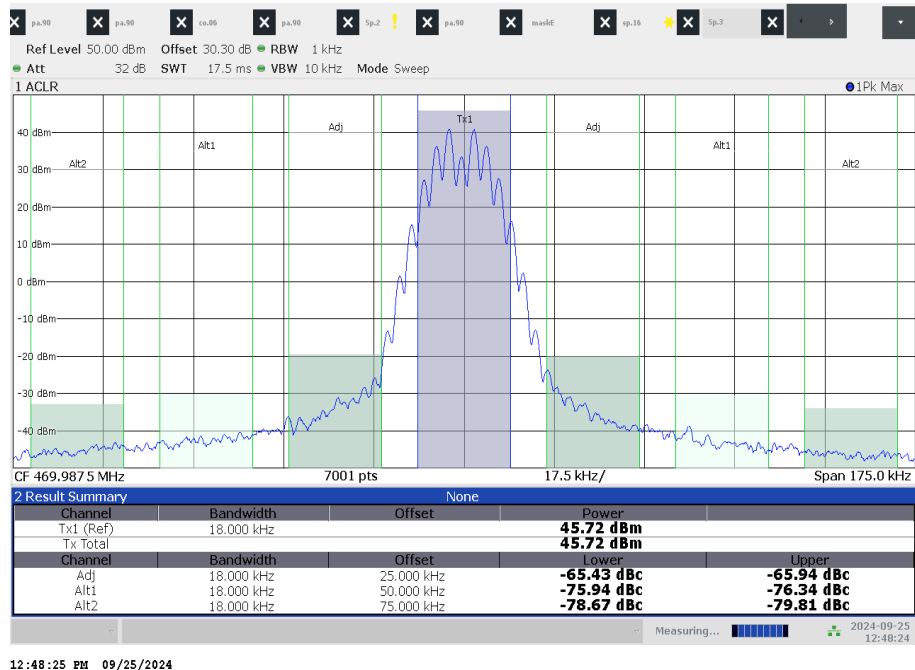 pa.90 pa.90 co.06 pa.90 Sp.2 pa.90 maskE sp.16 Sp.3
Ref Level 50.00 dBm Offset 30.30 dB RBW 1 kHz
Att 32 dB SWT 17.5 ms VBW 10 kHz Mode Sweep
1 ACLR 1Pk Max
Tx1
Adj Adj
40 dBm
Alt1 Alt1
Alt2 Alt2
30 dBm
20 dBm
10 dBm
0 dBm
-10 dBm
-20 dBm
-30 dBm
-40 dBm
CF 469.9875 MHz 7001 pts 17.5 kHz/ Span 175.0 kHz
2 Result Summary None
Channel Bandwidth Offset Power
Tx1 (Ref) 18.000 kHz 45.72 dBm
Tx Total 45.72 dBm
Channel Bandwidth Offset Lower Upper
Adj 18.000 kHz 25.000 kHz -65.43 dBc -65.94 dBc
Alt1 18.000 kHz 50.000 kHz -75.94 dBc -76.34 dBc
Alt2 18.000 kHz 75.000 kHz -78.67 dBc -79.81 dBc
Measuring... 2024-09-25
12:48:24
12:48:25 PM 09/25/2024